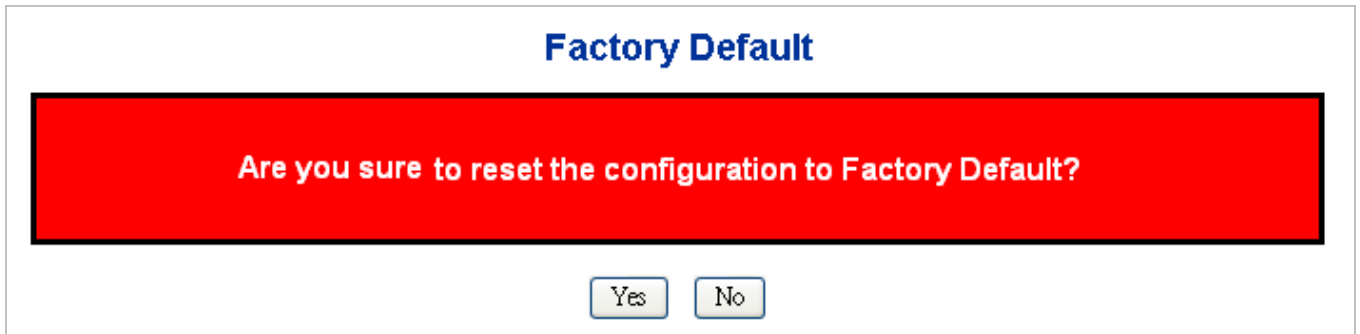 Factory Default
Are you sure to reset the configuration to Factory Default?
Yes No